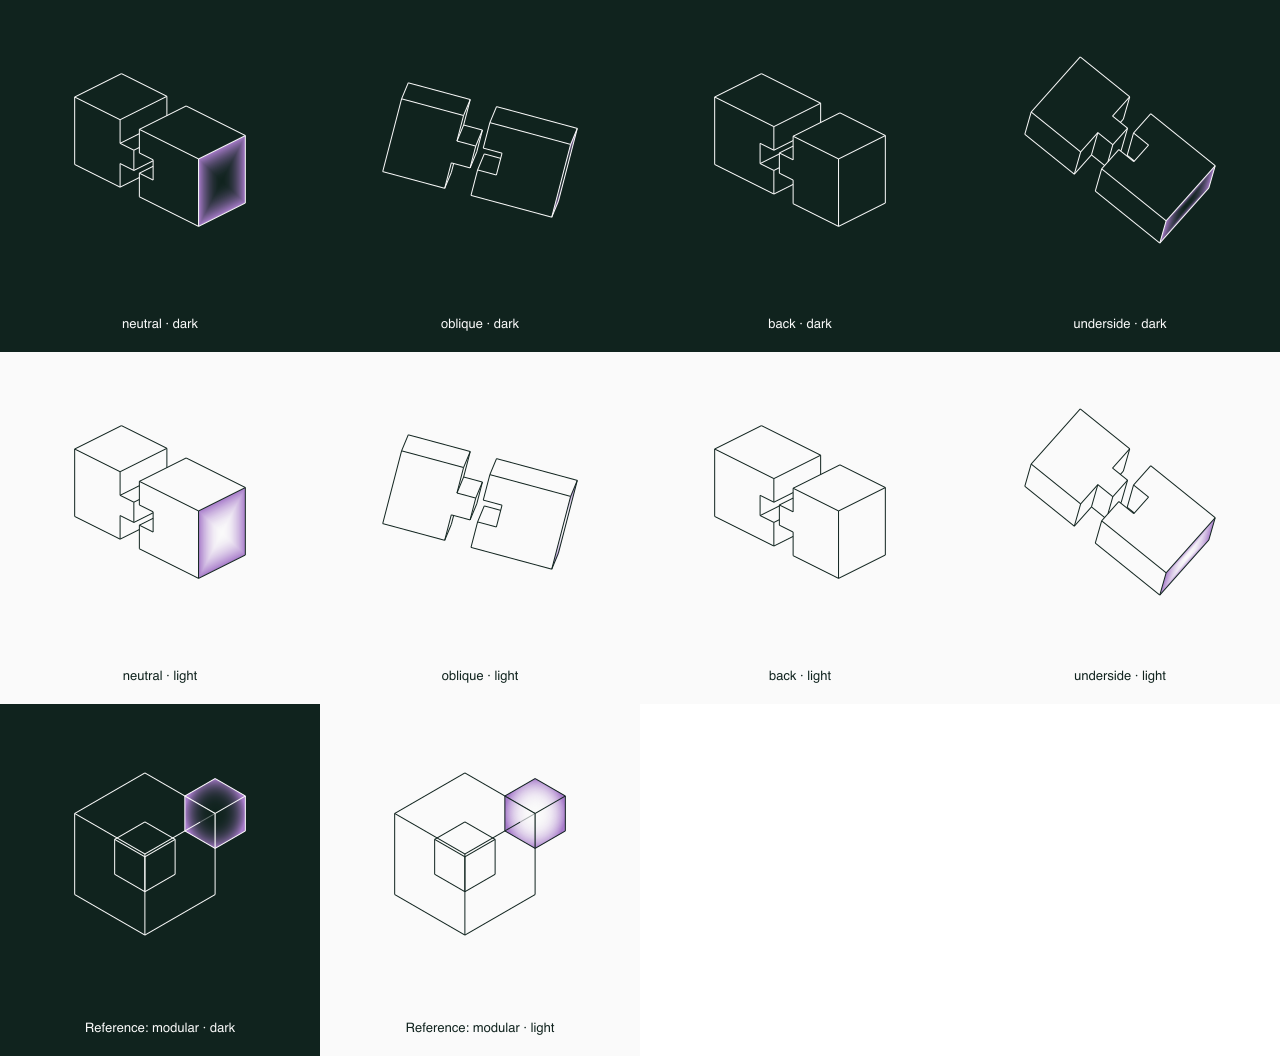 neutral · dark
oblique · dark
back · dark
underside · dark
neutral · light
oblique · light
back · light
underside · light
Reference: modular · dark
Reference: modular · light